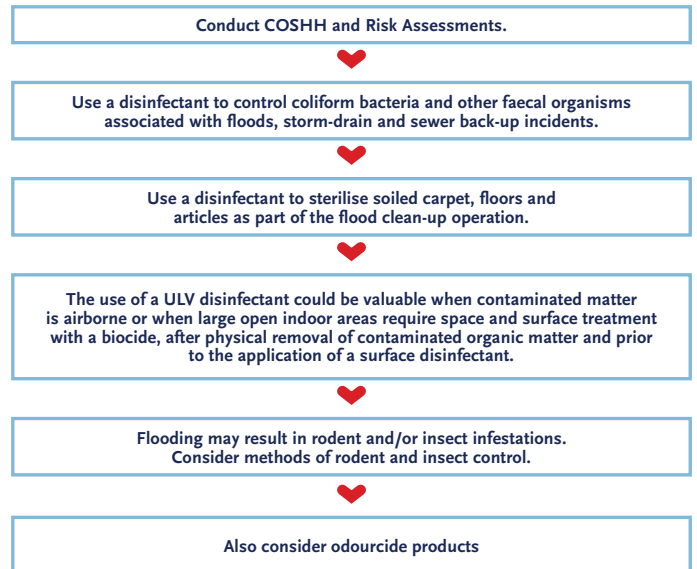 Conduct COSHH and Risk Assessments.
Use a disinfectant to control coliform bacteria and other faecal organisms
associated with floods, storm-drain and sewer back-up incidents.
Use a disinfectant to sterilise soiled carpet, floors and
articles as part of the flood clean-up operation.
The use of a ULV disinfectant could be valuable when contaminated matter
is airborne or when large open indoor areas require space and surface treatment
with a biocide, after physical removal of contaminated organic matter and prior
to the application of a surface disinfectant.
Flooding may result in rodent and/or insect infestations.
Consider methods of rodent and insect control.
Also consider odourcide products